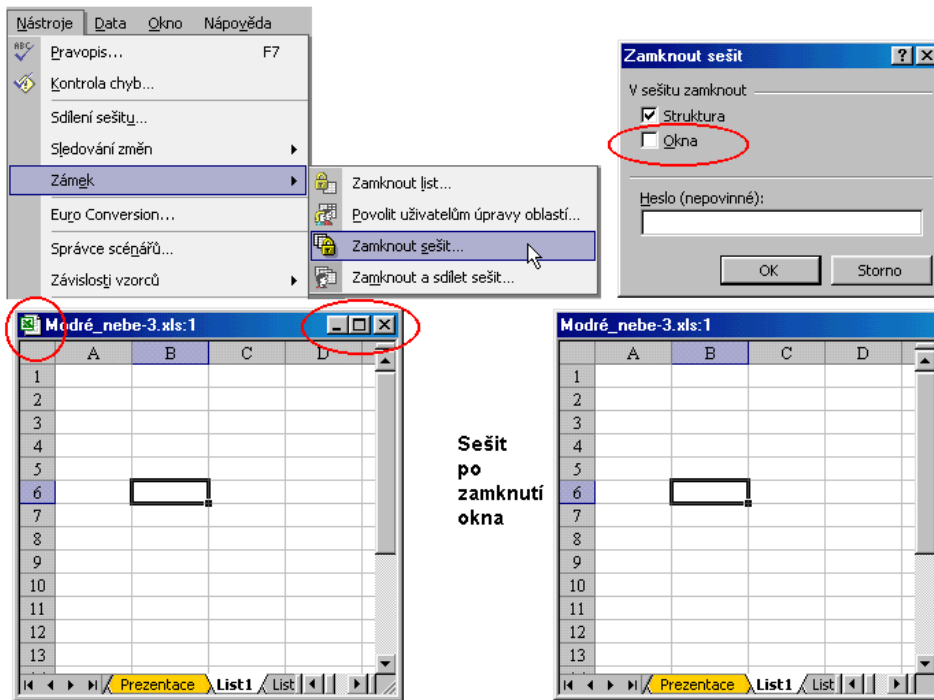 Nástroje Data Okno Nápověda
ABC Pravopis... F7
Kontrola chyb...
Sdílení sešitu...
Sledování změn
Zámek
Euro Conversion...
Správce scénářů...
Závislosti vzorců
Zamknout list...
Povolit uživatelům úpravy oblastí...
Zamknout sešit...
Zamknout a sdílet sešit...
Zamknout sešit
V sešitu zamknout
Struktura
Okna
Heslo (nepovinné):
OK Storno
Modré_nebe-3.xls:1
A B C D
1
2
3
4
5
6
7
8
9
10
11
12
13
Prezentace List1 List
Sešit
po
zamknutí
okna
Modré_nebe-3.xls:1
A B C D
1
2
3
4
5
6
7
8
9
10
11
12
13
Prezentace List1 List